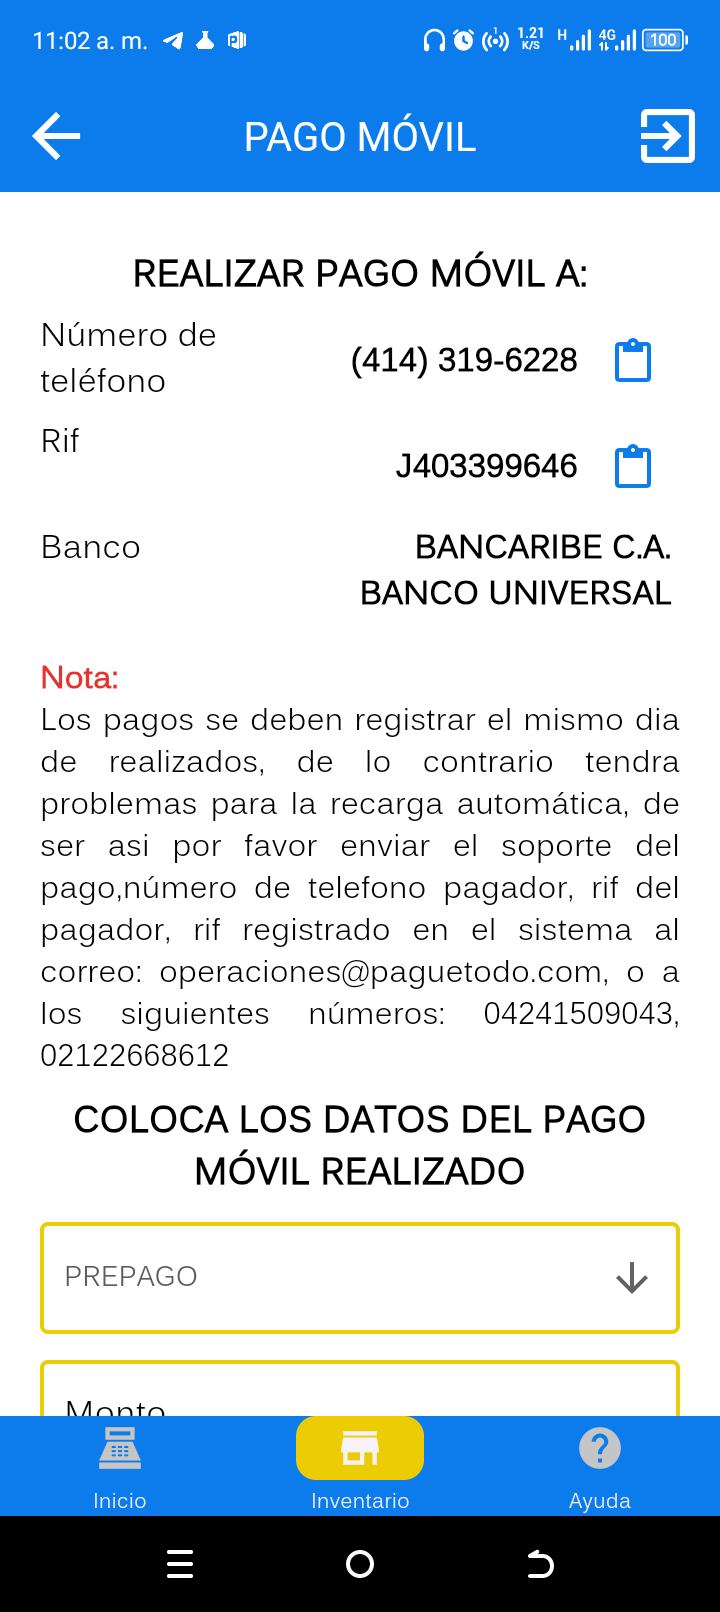 11:02 a. m.
1.21
K/S
H
4G
100
PAGO MÓVIL
REALIZAR PAGO MÓVIL A:
Número de
teléfono
(414) 319-6228
Rif
J403399646
Banco
BANCARIBE C.A.
BANCO UNIVERSAL
Nota:
Los pagos se deben registrar el mismo dia
de realizados, de lo contrario tendra
problemas para la recarga automática, de
ser asi por favor enviar el soporte del
pago,número de telefono pagador, rif del
pagador, rif registrado en el sistema al
correo: operaciones@paguetodo.com, o a
los siguientes números: 04241509043,
02122668612
COLOCA LOS DATOS DEL PAGO
MÓVIL REALIZADO
PREPAGO
Monto
Inicio
Inventario
Ayuda